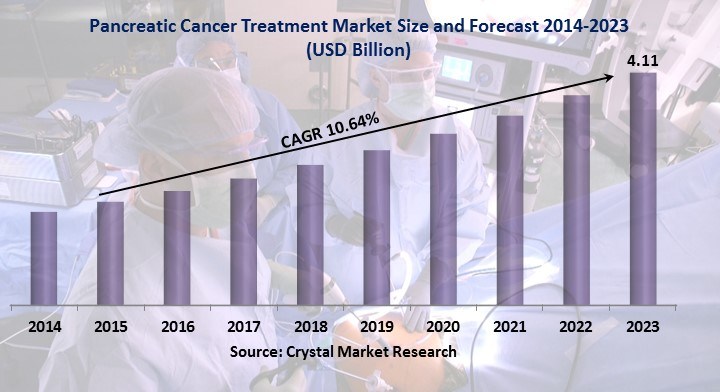 Pancreatic Cancer Treatment Market Size and Forecast 2014-2023
(USD Billion)
4.11
CAGR 10.64%
2014 2015 2016 2017 2018 2019 2020 2021 2022 2023
Source: Crystal Market Research